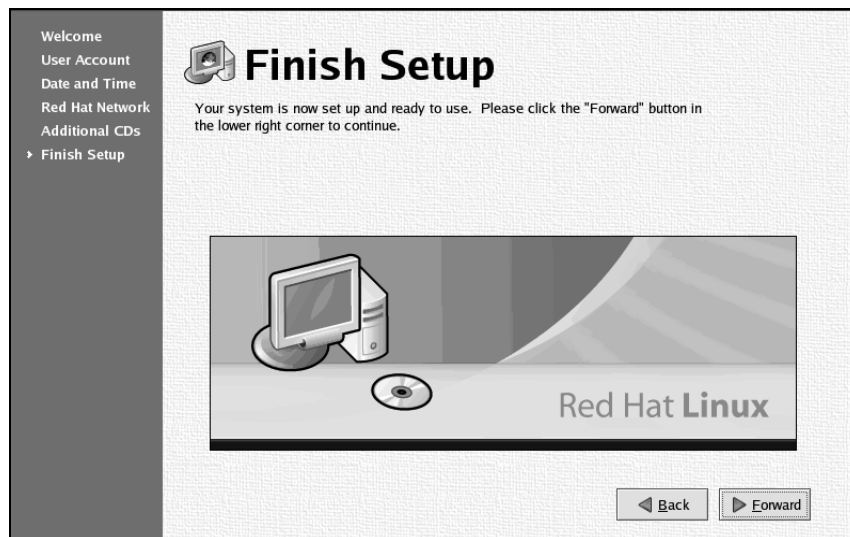 Welcome
User Account
Date and Time
Red Hat Network
Additional CDs
Finish Setup
Finish Setup
Your system is now set up and ready to use. Please click the "Forward" button in
the lower right corner to continue.
Red Hat Linux
Back
Forward